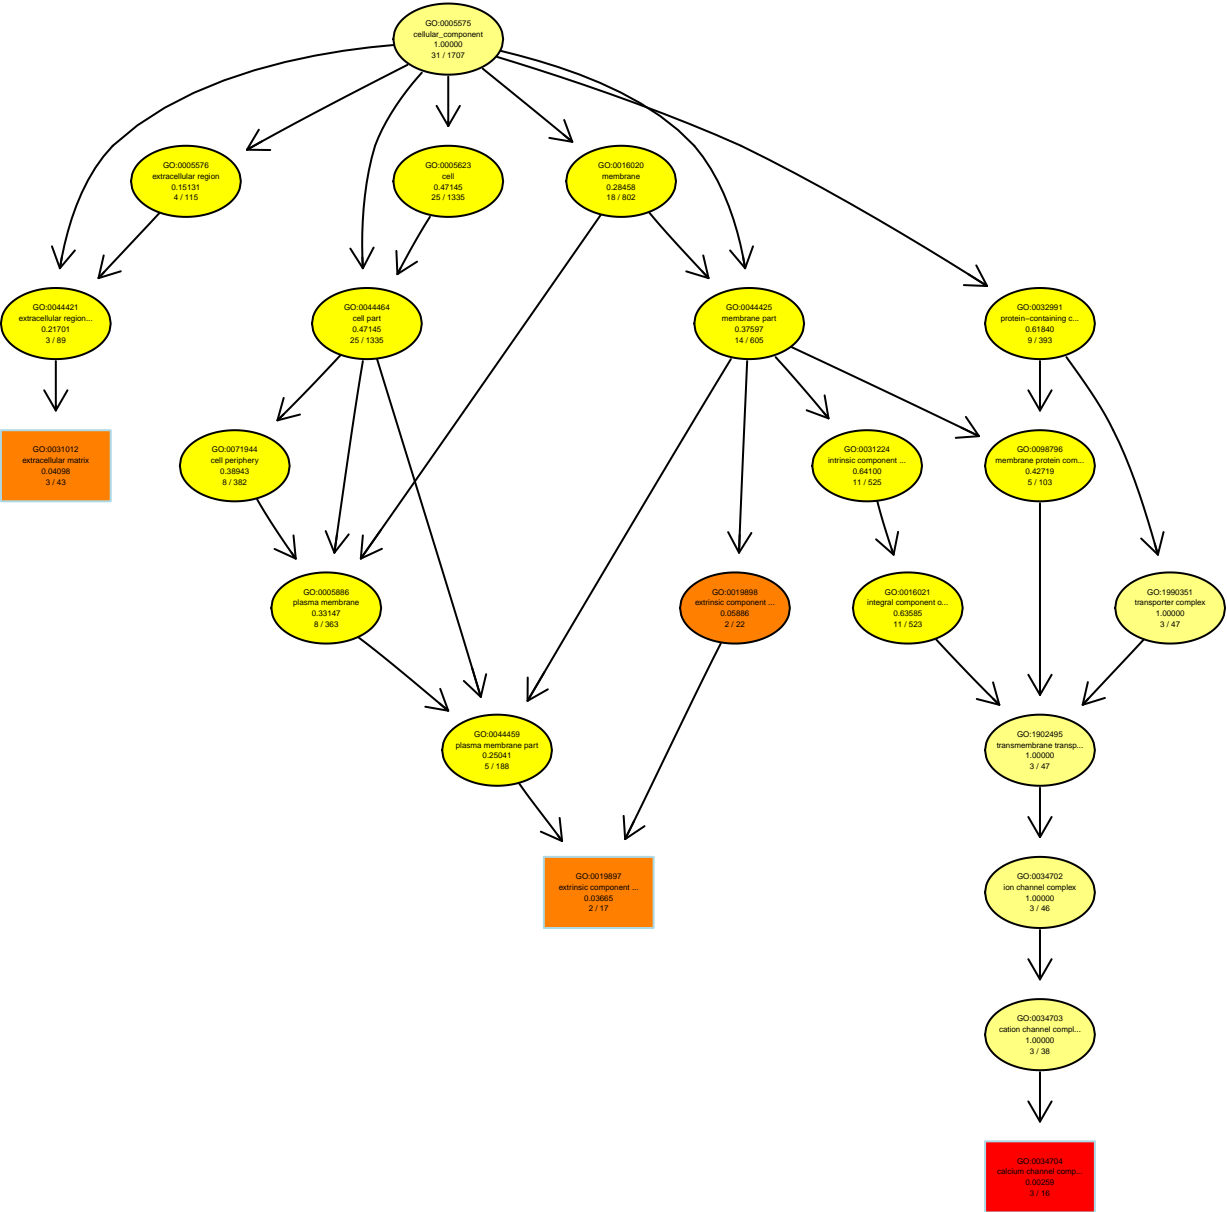 GO:0005575
cellular_component
1.00000
31 / 1707
GO:0005576
extracellular region
0.15131
4 / 115
GO:0005623
cell
0.47145
25 / 1335
GO:0016020
membrane
0.28458
18 / 802
GO:0044421
extracellular region...
0.21701
3 / 89
GO:0044464
cell part
0.47145
25 / 1335
GO:0044425
membrane part
0.37597
14 / 605
GO:0032991
protein−containing c...
0.61840
9 / 393
GO:0031012
extracellular matrix
0.04098
3 / 43
GO:0071944
cell periphery
0.38943
8 / 382
GO:0031224
intrinsic component ...
0.64100
11 / 525
GO:0098796
membrane protein com...
0.42719
5 / 103
GO:0005886
plasma membrane
0.33147
8 / 363
GO:0019898
extrinsic component ...
0.05886
2 / 22
GO:0016021
integral component o...
0.63585
11 / 523
GO:1990351
transporter complex
1.00000
3 / 47
GO:0044459
plasma membrane part
0.25041
5 / 188
GO:1902495
transmembrane transp...
1.00000
3 / 47
GO:0019897
extrinsic component ...
0.03665
2 / 17
GO:0034702
ion channel complex
1.00000
3 / 46
GO:0034703
cation channel compl...
1.00000
3 / 38
GO:0034704
calcium channel comp...
0.00259
3 / 16